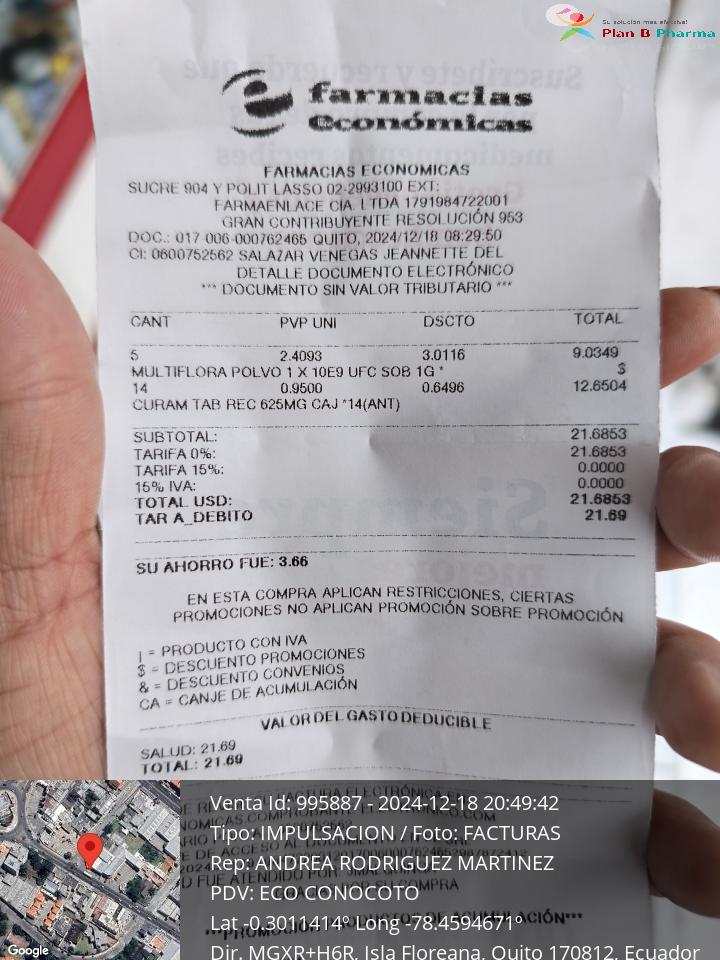 Su solución más efectiva!
Plan B Pharma
farmacias
económicas
FARMACIAS ECONOMICAS
SUCRE 904 Y POLIT LASSO 02-2993100 EXT:
FARMAENLACE CIA. LTDA 1791984722001
GRAN CONTRIBUYENTE RESOLUCIÓN 953
DOC.: 017-006-000762465 QUITO, 2024/12/18 08:29:50
CI: 0600752562 SALAZAR VENEGAS JEANNETTE DEL
DETALLE DOCUMENTO ELECTRÓNICO
*** DOCUMENTO SIN VALOR TRIBUTARIO ***
CANT PVP UNI DSCTO TOTAL
5 2.4093 3.0116 9.0349
MULTIFLORA POLVO 1 X 10E9 UFC SOB 1G * $
14 0.9500 0.6496 12.6504
CURAM TAB REC 625MG CAJ *14(ANT)
SUBTOTAL: 21.6853
TARIFA 0%: 21.6853
TARIFA 15%: 0.0000
15% IVA: 0.0000
TOTAL USD: 21.6853
TAR A_DEBITO 21.69
SU AHORRO FUE: 3.66
EN ESTA COMPRA APLICAN RESTRICCIONES, CIERTAS
PROMOCIONES NO APLICAN PROMOCIÓN SOBRE PROMOCIÓN
| = PRODUCTO CON IVA
$ = DESCUENTO PROMOCIONES
& = DESCUENTO CONVENIOS
CA = CANJE DE ACUMULACIÓN
VALOR DEL GASTO DEDUCIBLE
SALUD: 21.69
TOTAL: 21.69
Venta Id: 995887 - 2024-12-18 20:49:42
Tipo: IMPULSACION / Foto: FACTURAS
Rep: ANDREA RODRIGUEZ MARTINEZ
PDV: ECO CONOCOTO
Lat -0.3011414º Long -78.4594671º
Dir. MGXR+H6R, Isla Floreana, Quito 170812, Ecuador
Google